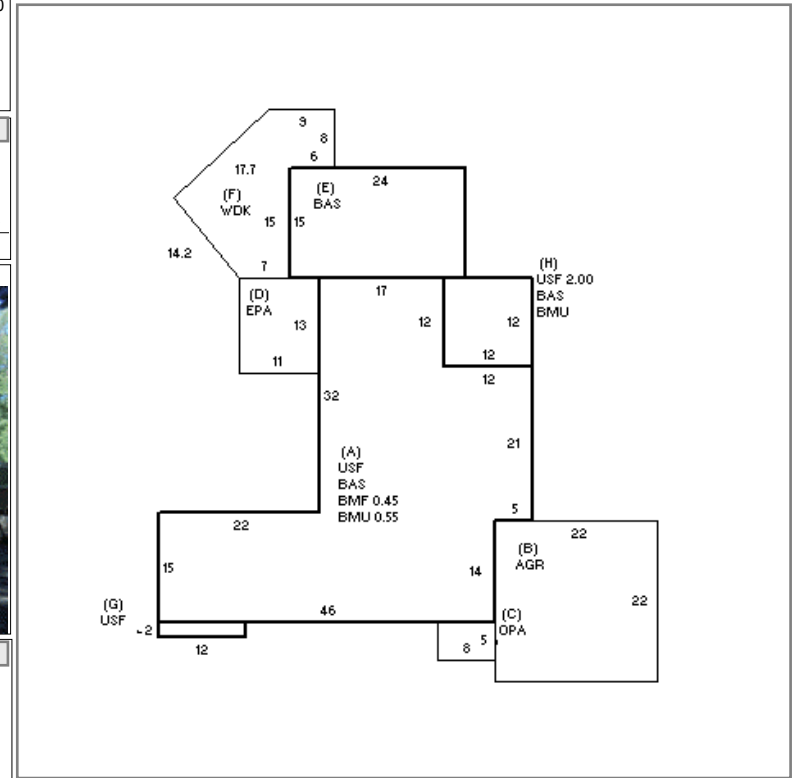 9
8
6
17.7
(E)
24
(F)
BAS
WDK
15
15
14.2
7
(H)
USF 2.00
BAS
BMU
(D)
EPA
17
13
12
12
11
12
12
32
21
(A)
USF
BAS
BMF 0.45
BMU 0.55
5
22
22
(B)
AGR
15
14
22
(G)
USF
46
(C)
OPA
-2
5
8
12